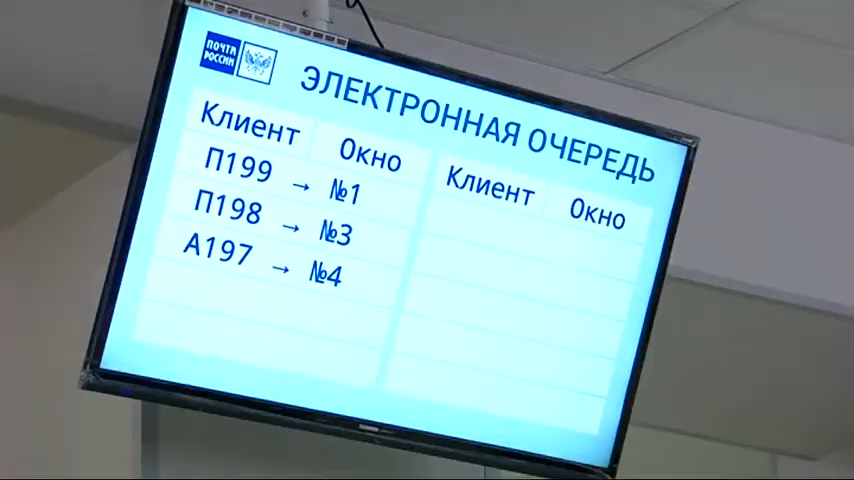 ПОЧТА
РОССИИ
ЭЛЕКТРОННАЯ ОЧЕРЕДЬ
Клиент Окно
П199 → №1
П198 → №3
А197 → №4
Клиент Окно